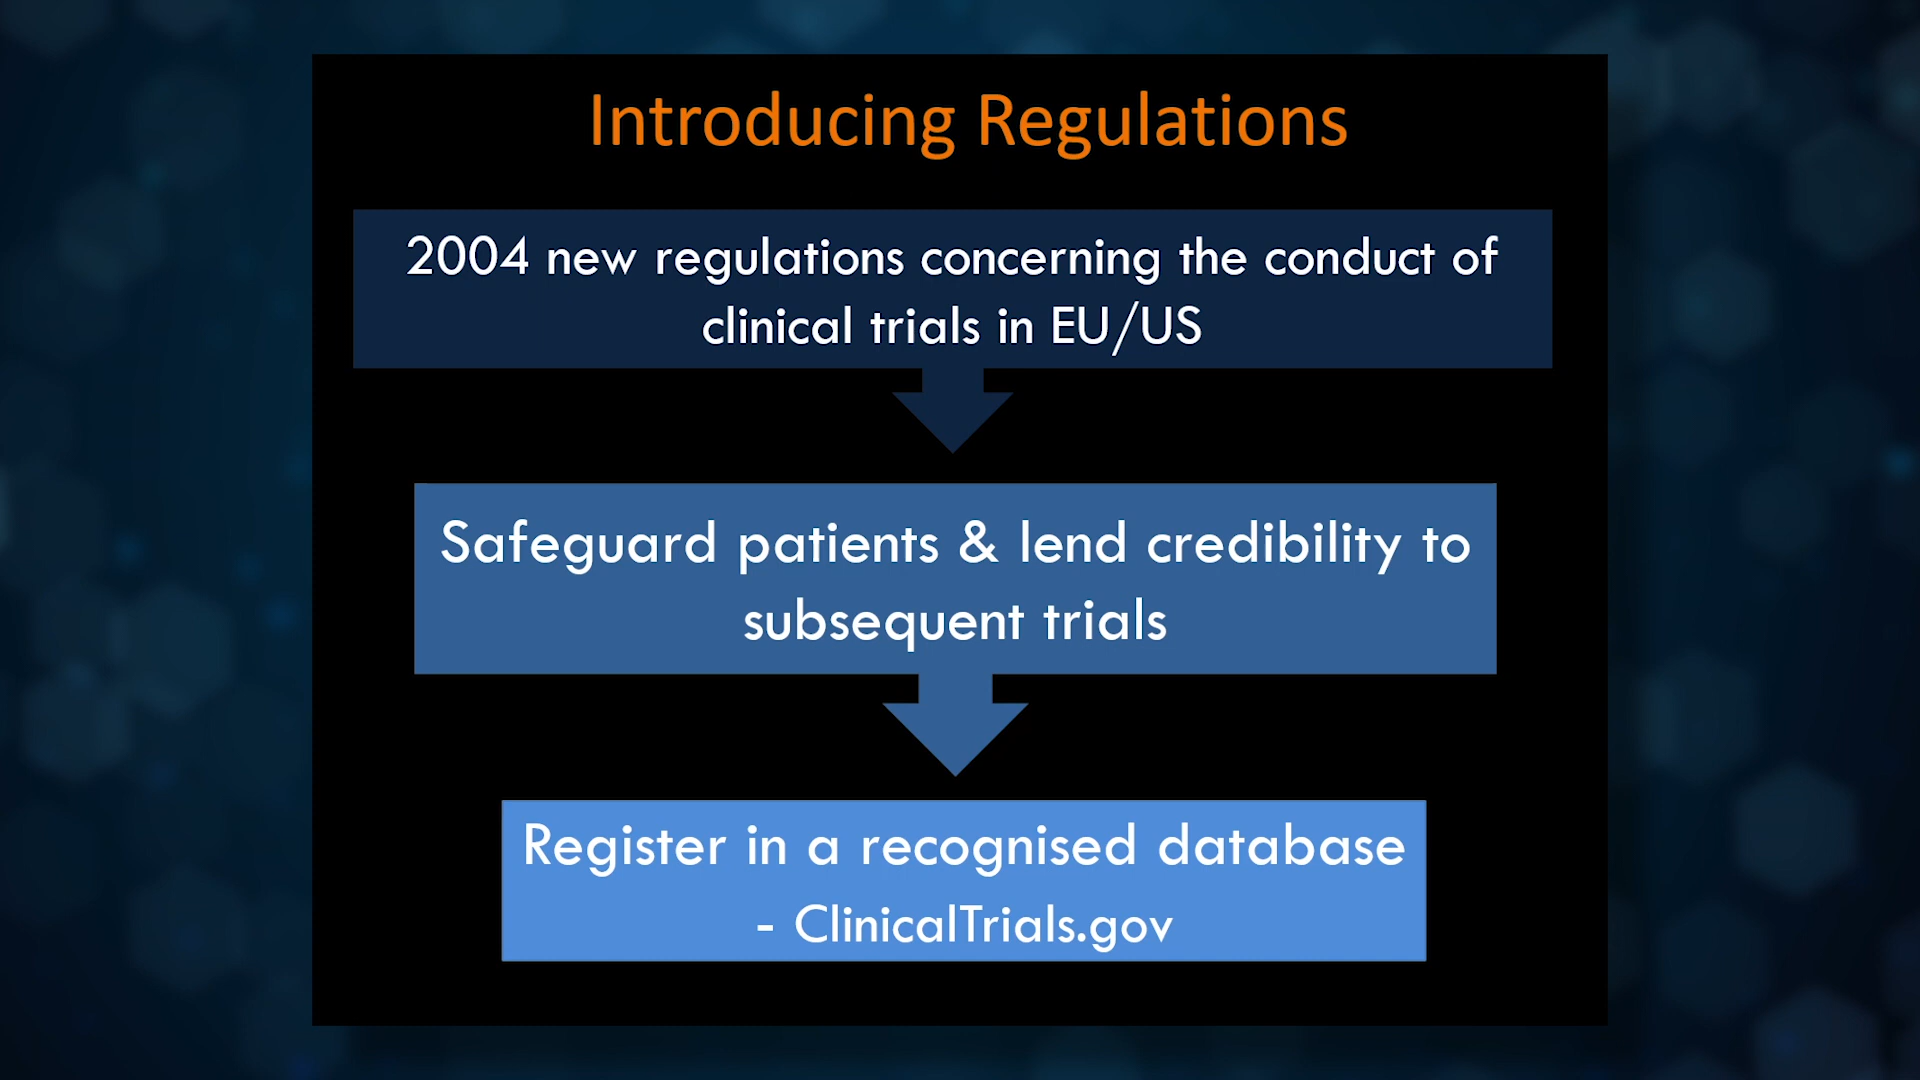 Introducing Regulations
2004 new regulations concerning the conduct of
clinical trials in EU/US
Safeguard patients & lend credibility to
subsequent trials
Register in a recognised database
- ClinicalTrials.gov